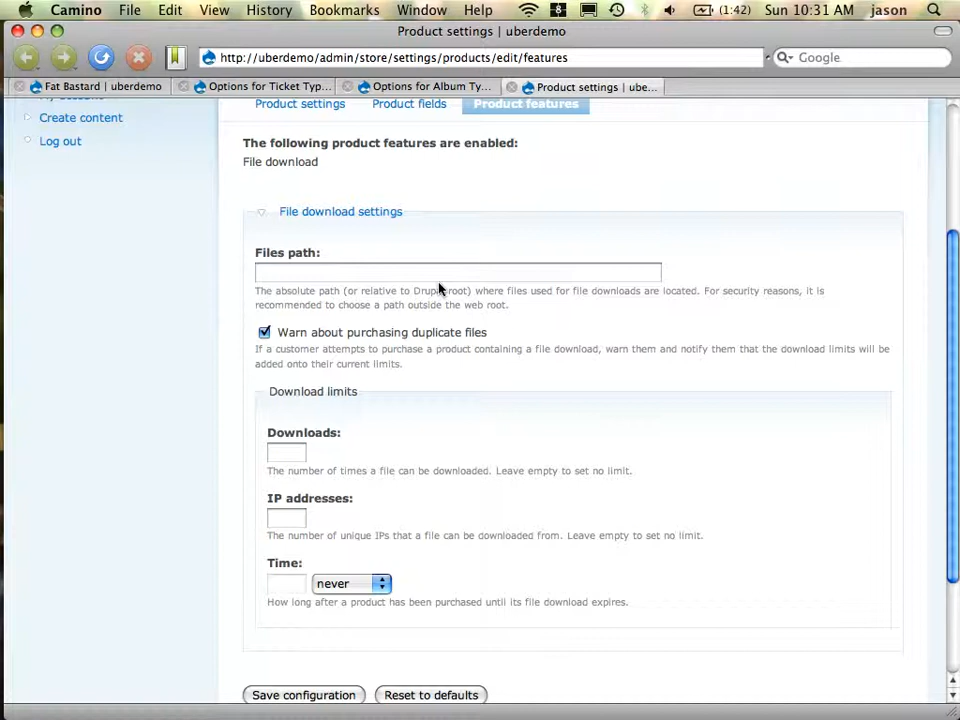 Camino File Edit View History Bookmarks Window Help (1:42) Sun 10:31 AM jason
Product settings | uberdemo
http://uberdemo/admin/store/settings/products/edit/features Google
Fat Bastard | uberdemo Options for Ticket Typ... Options for Album Ty... Product settings | ube...
Product settings Product fields Product features
Create content
Log out
The following product features are enabled:
File download
File download settings
Files path:
The absolute path (or relative to Drupal root) where files used for file downloads are located. For security reasons, it is
recommended to choose a path outside the web root.
Warn about purchasing duplicate files
If a customer attempts to purchase a product containing a file download, warn them and notify them that the download limits will be
added onto their current limits.
Download limits
Downloads:
The number of times a file can be downloaded. Leave empty to set no limit.
IP addresses:
The number of unique IPs that a file can be downloaded from. Leave empty to set no limit.
Time:
never
How long after a product has been purchased until its file download expires.
Save configuration Reset to defaults